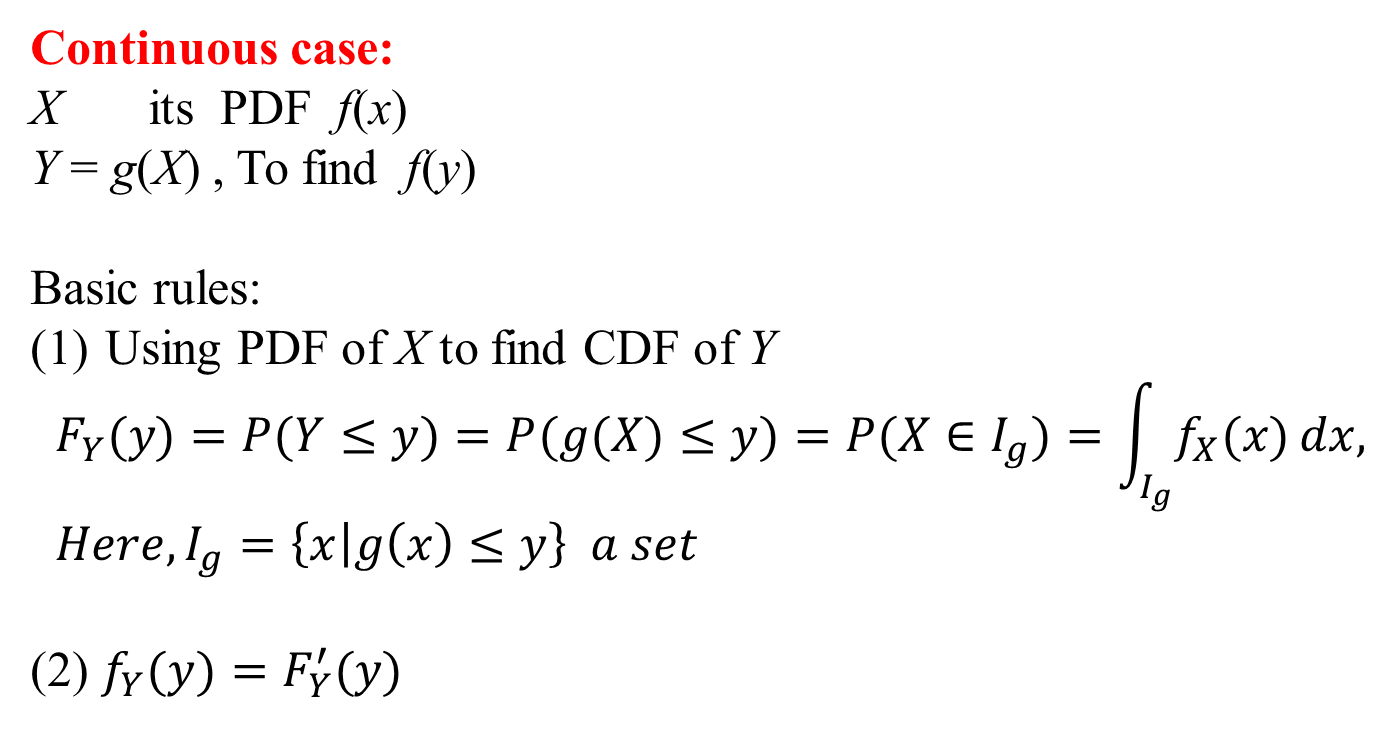 Continuous case:
X its PDF f(x)
Y = g(X) , To find f(y)
Basic rules:
(1) Using PDF of X to find CDF of Y
F_Y(y) = P(Y ≤ y) = P(g(X) ≤ y) = P(X ∈ I_g) = ∫_{I_g} f_X(x) dx,
Here, I_g = {x|g(x) ≤ y} a set
(2) f_Y(y) = F′_Y(y)